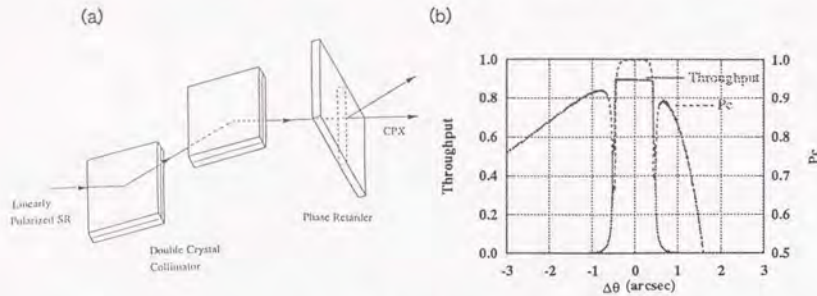 (a)
Linearly
Polarized SR
Double Crystal
Collimator
Phase Retarder
CPX
(b)
Throughput
1.0
0.8
0.6
0.4
0.2
0.0
Throughput
Pc
1.0
0.9
0.8
0.7
0.6
0.5
Pc
-3 -2 -1 0 1 2 3
Δθ (arcsec)